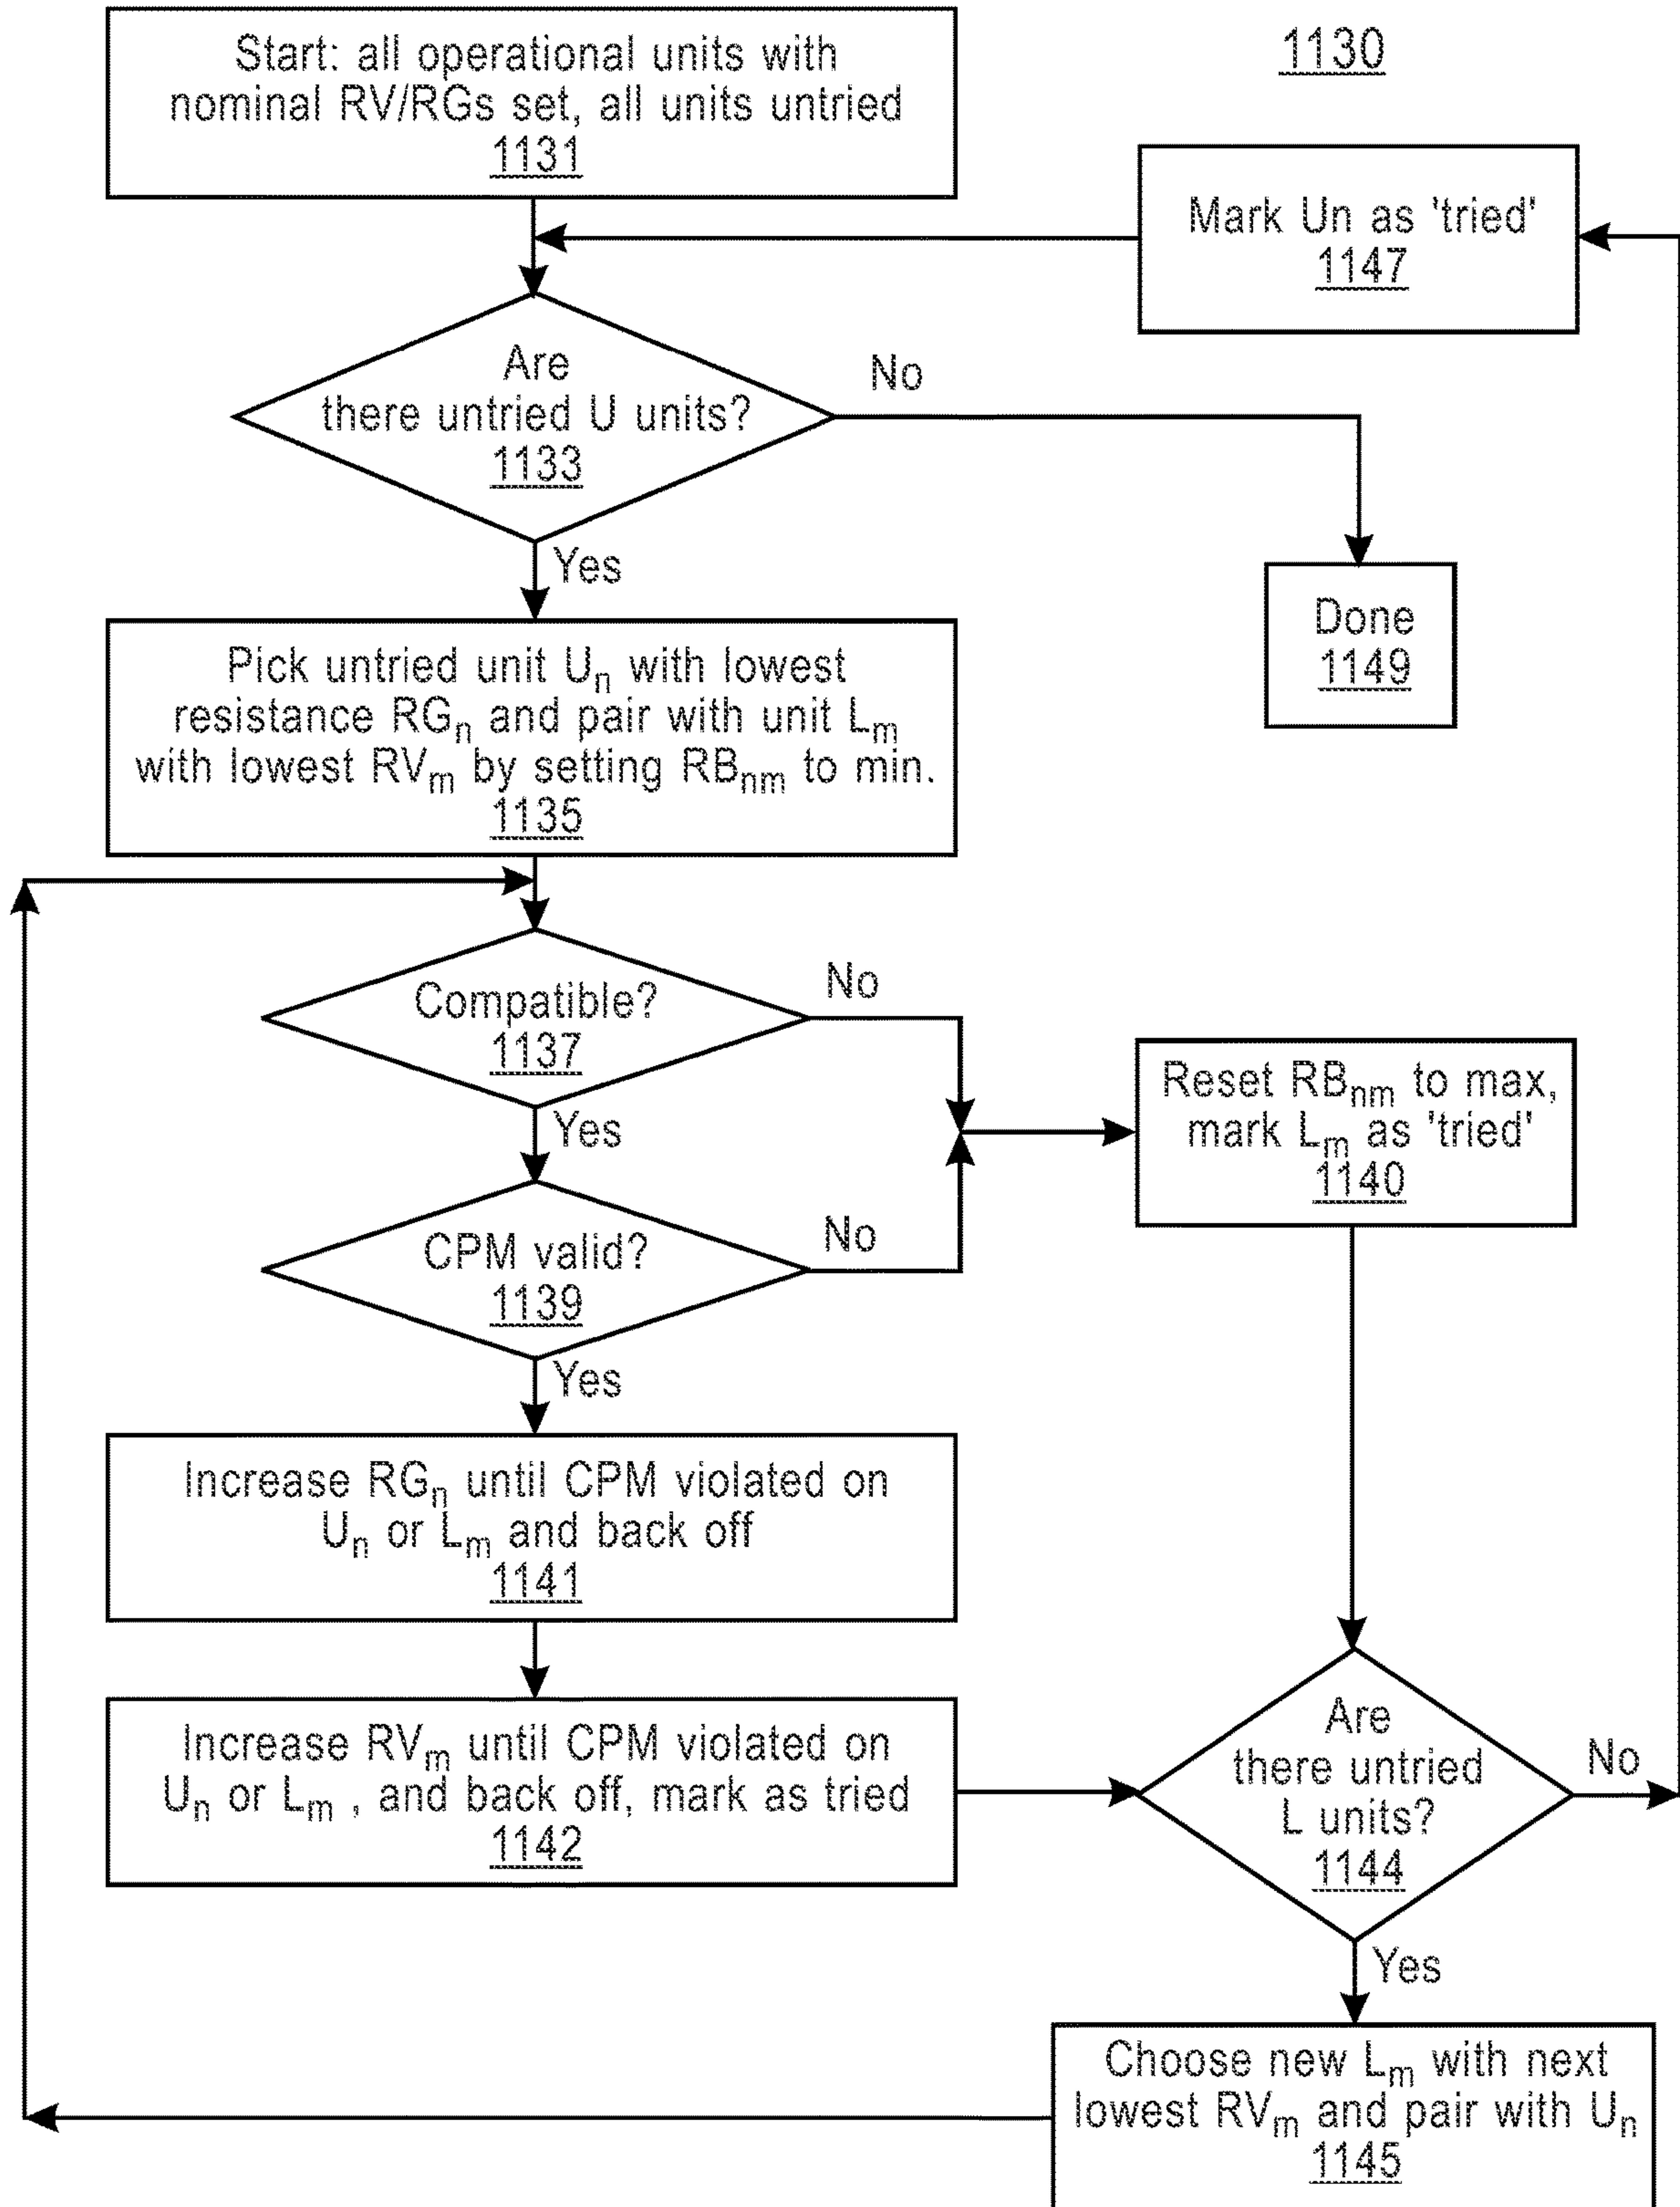 Start: all operational units with
nominal RV/RGs set, all units untried
1131
1130
Mark Un as 'tried'
1147
Are
there untried U units?
1133
No
Yes
Done
1149
Pick untried unit Un with lowest
resistance RGn and pair with unit Lm
with lowest RVm by setting RBnm to min.
1135
Compatible?
1137
No
Yes
Reset RBnm to max,
mark Lm as 'tried'
1140
CPM valid?
1139
No
Yes
Increase RGn until CPM violated on
Un or Lm and back off
1141
Increase RVm until CPM violated on
Un or Lm , and back off, mark as tried
1142
Are
there untried
L units?
1144
No
Yes
Choose new Lm with next
lowest RVm and pair with Un
1145